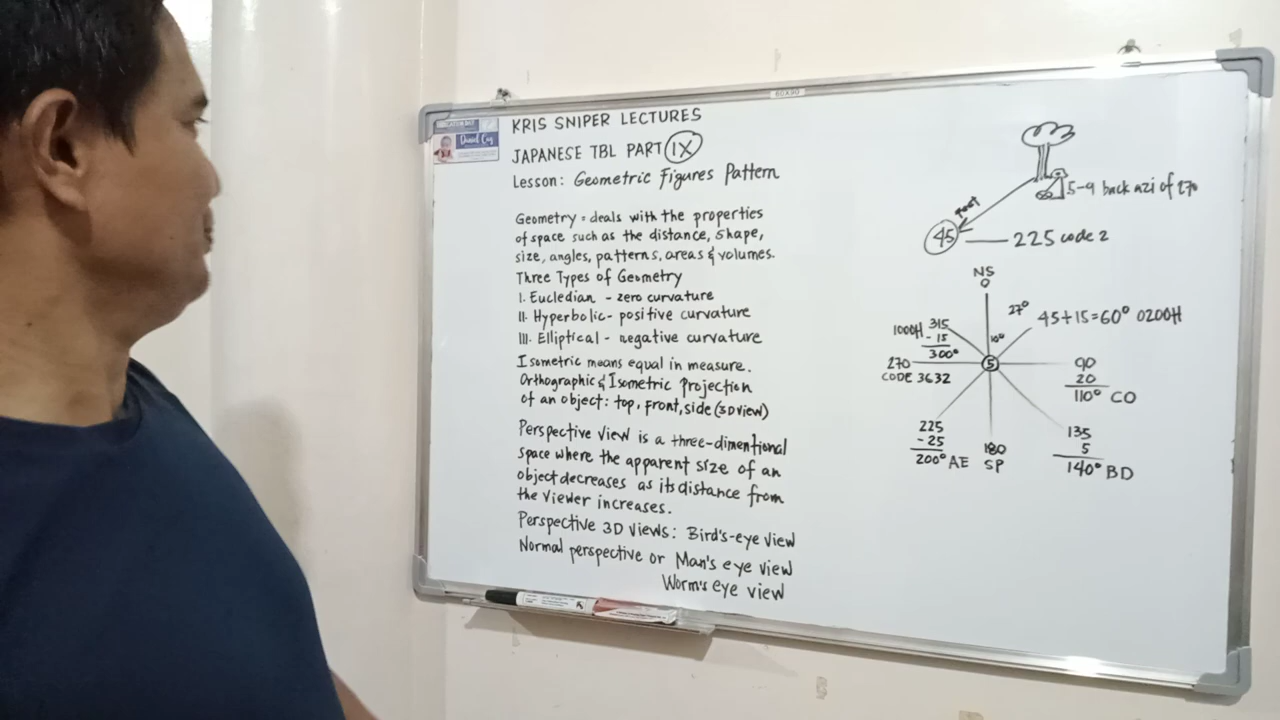 60X90
KRIS SNIPER LECTURES
JAPANESE TBL PART IX
Lesson: Geometric Figures Pattern
Geometry = deals with the properties
of space such as the distance, shape,
size, angles, patterns, areas & volumes.
Three Types of Geometry
I. Eucledian - zero curvature
II. Hyperbolic - positive curvature
III. Elliptical - negative curvature
Isometric means equal in measure.
Orthographic & Isometric Projection
of an object: top, front, side (3D view)
Perspective view is a three-dimentional
space where the apparent size of an
object decreases as its distance from
the viewer increases.
Perspective 3D views: Bird's-eye view
Normal perspective or Man's eye view
Worm's eye view
5-9 back azi of 270
45 225 code 2
NS
0
27°
45+15=60° 0200H
10°
1000H 315
- 15
300°
270
CODE 3632
5
90
20
110° CO
225
- 25
200° AE
180
SP
135
5
140° BD